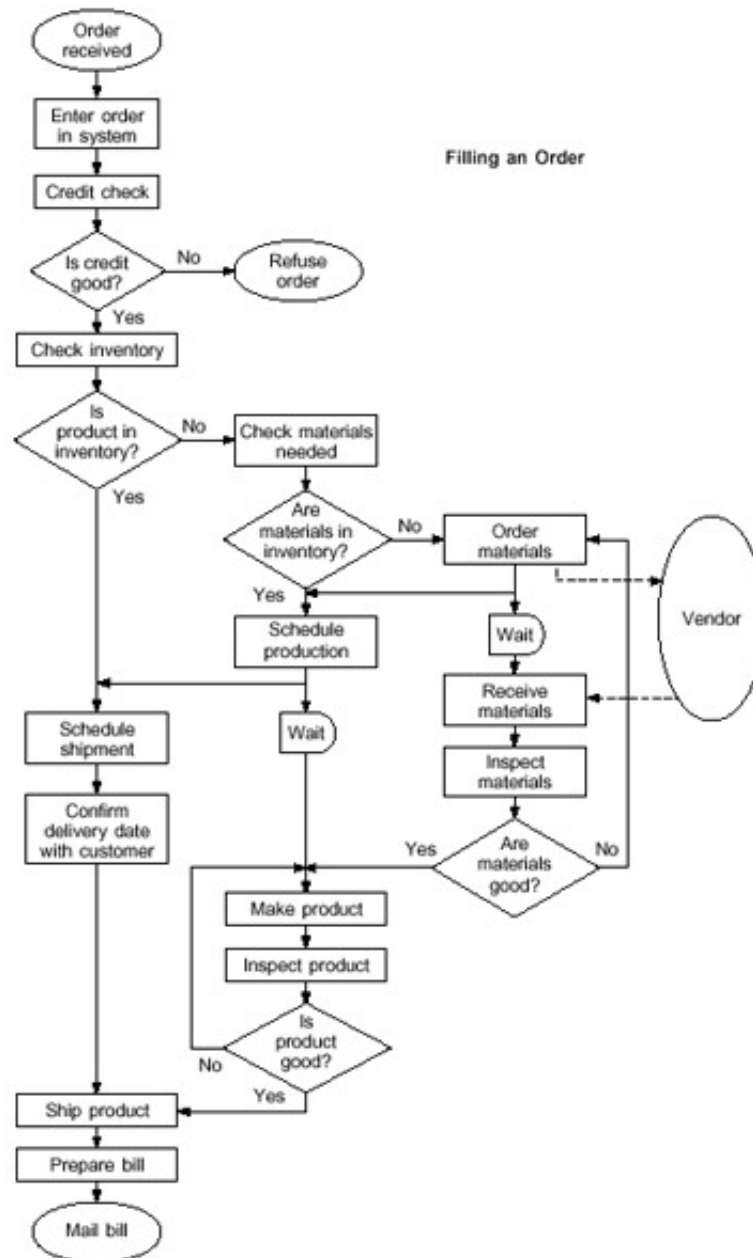 Order
received
Enter order
in system
Filling an Order
Credit check
Is credit
good?
No
Refuse
order
Yes
Check inventory
Is
product in
inventory?
No
Check materials
needed
Yes
Are
materials in
inventory?
No
Order
materials
Vendor
Yes
Schedule
production
Wait
Receive
materials
Schedule
shipment
Wait
Inspect
materials
Confirm
delivery date
with customer
Yes
Are
materials
good?
No
Make product
Inspect product
Is
product
good?
No
Yes
Ship product
Prepare bill
Mail bill